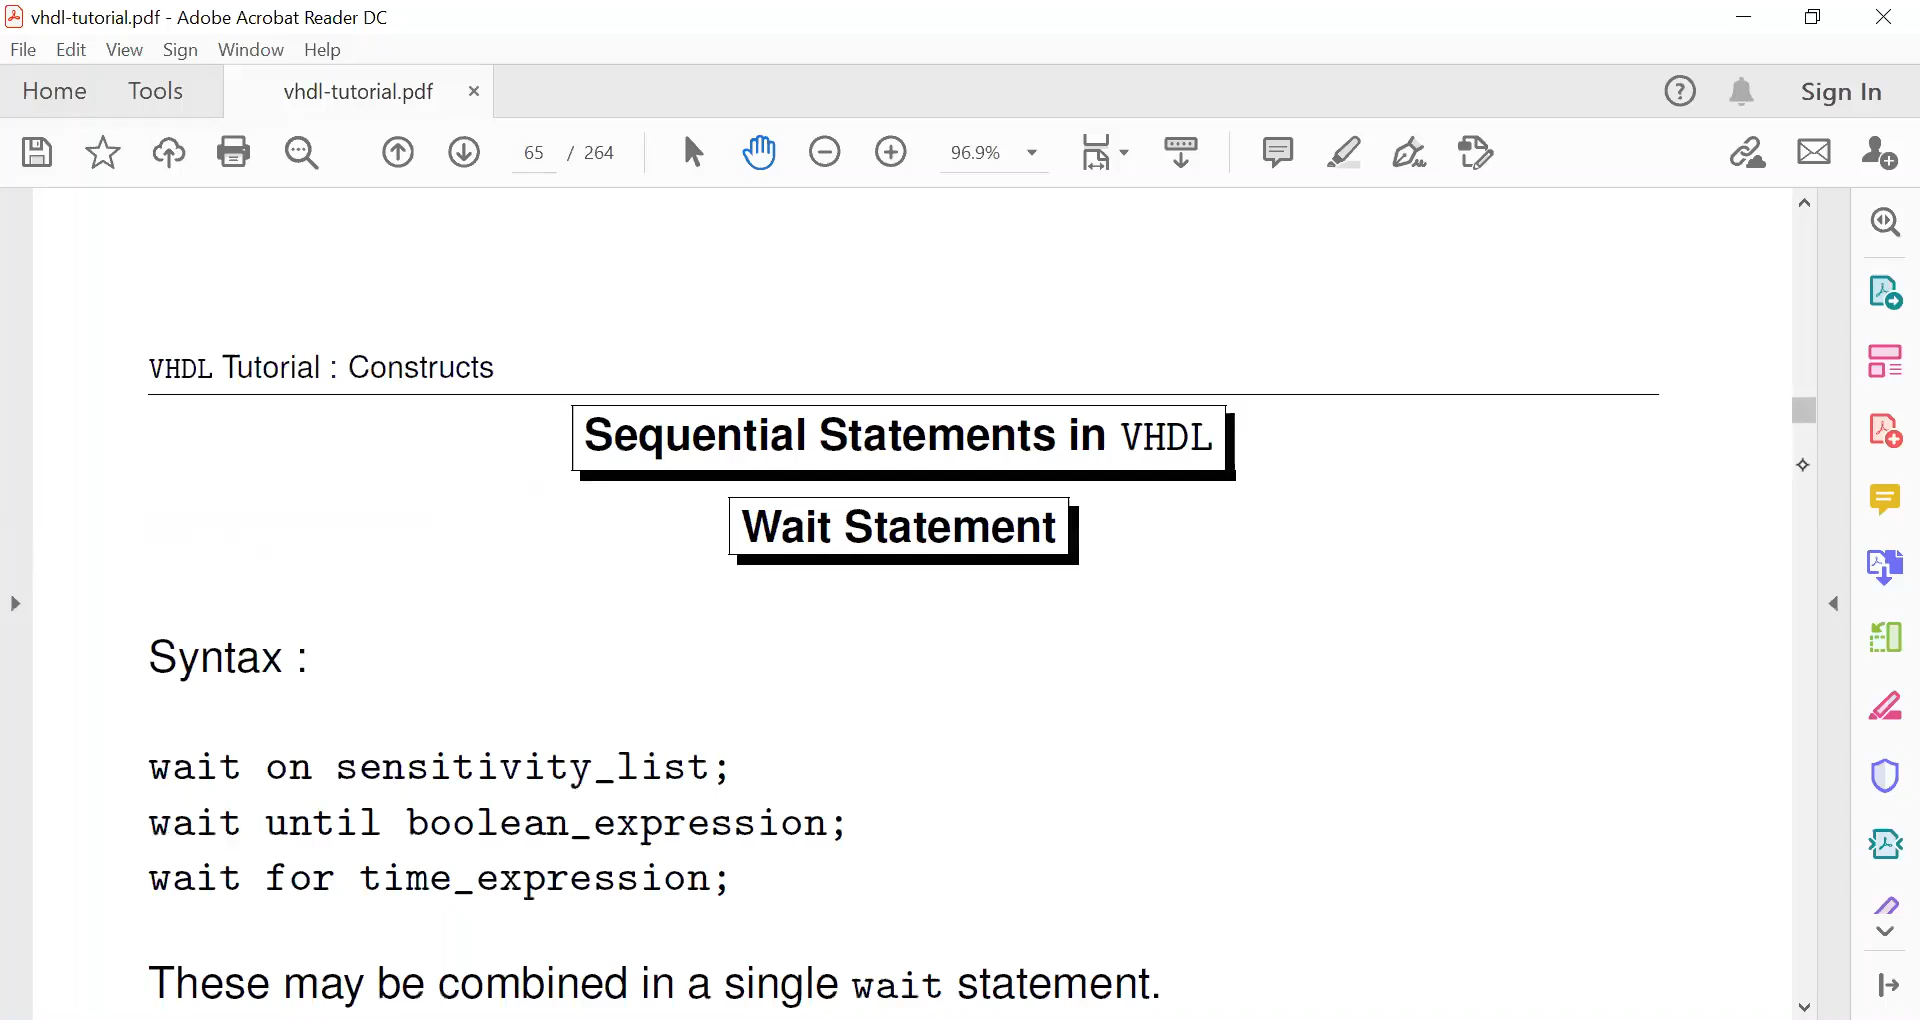 vhdl-tutorial.pdf - Adobe Acrobat Reader DC
File Edit View Sign Window Help
Home Tools vhdl-tutorial.pdf × Sign In
65 / 264 96.9%
VHDL Tutorial : Constructs
Sequential Statements in VHDL
Wait Statement
Syntax :
wait on sensitivity_list;
wait until boolean_expression;
wait for time_expression;
These may be combined in a single wait statement.